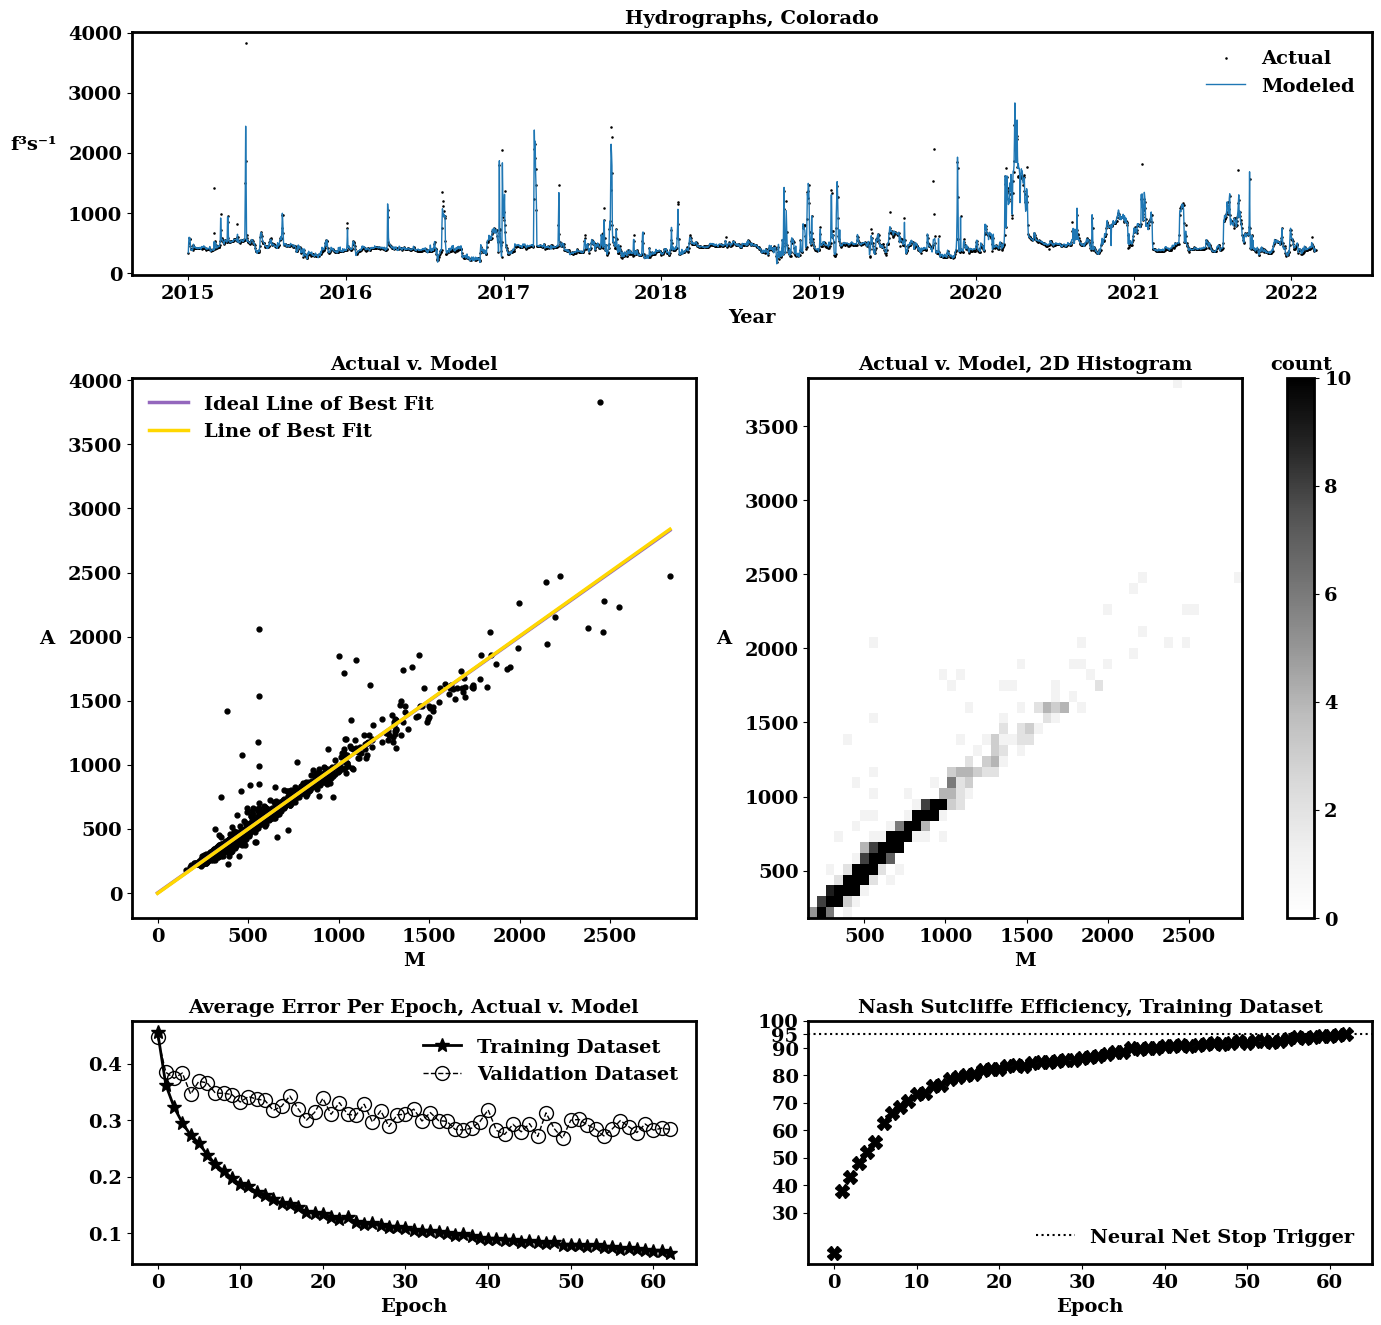 Hydrographs, Colorado
4000
3000
2000
1000
0
f³s⁻¹
Actual
Modeled
2015 2016 2017 2018 2019 2020 2021 2022
Year
Actual v. Model
4000
3500
3000
2500
2000
1500
1000
500
0
A
Ideal Line of Best Fit
Line of Best Fit
0 500 1000 1500 2000 2500
M
Actual v. Model, 2D Histogram
3500
3000
2500
2000
1500
1000
500
A
500 1000 1500 2000 2500
M
count
10
8
6
4
2
0
Average Error Per Epoch, Actual v. Model
0.4
0.3
0.2
0.1
Training Dataset
Validation Dataset
0 10 20 30 40 50 60
Epoch
Nash Sutcliffe Efficiency, Training Dataset
100
95
90
80
70
60
50
40
30
Neural Net Stop Trigger
0 10 20 30 40 50 60
Epoch